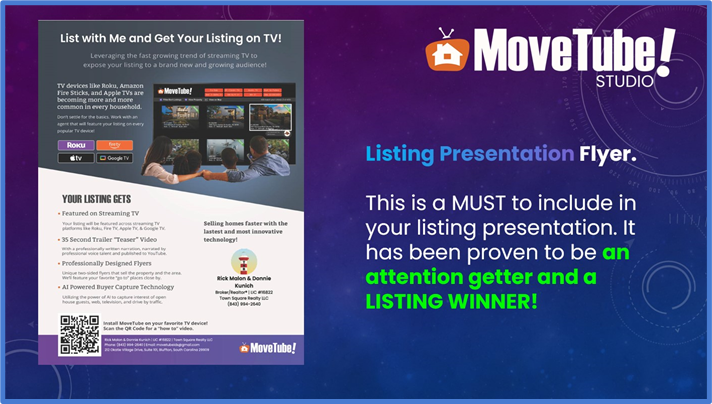 List with Me and Get Your Listing on TV!
Leveraging the fast growing trend of streaming TV to
expose your listing to a brand new and growing audience!
TV devices like Roku, Amazon
Fire Sticks, and Apple TVs are
becoming more and more
common in every household.
Don't settle for the basics. Work with an
agent that will feature your listing on every
popular TV device!
Roku
fire tv
tv
Google TV
MoveTube!
YOUR LISTING GETS
• Featured on Streaming TV
Your listing will be featured across streaming TV
platforms like Roku, Fire TV, Apple TV, & Google TV.
• 35 Second Trailer "Teaser" Video
With a professionally written narration, narrated by
professional voice talent and published to YouTube.
• Professionally Designed Flyers
Unique two-sided flyers that sell the property and the area.
We'll feature your favorite "go to" places close by.
• AI Powered Buyer Capture Technology
Utilizing the power of AI to capture interest of open
house guests, web, television, and drive by traffic.
Selling homes faster with the
lastest and most innovative
technology!
Rick Malon & Donnie
Kunich
Broker/Realtor® | LIC #19823
Town Square Realty LLC
(843) 994-2640
Install MoveTube on your favorite TV device!
Scan the QR Code for a "how to" video.
MoveTube!
MoveTube!
STUDIO
Listing Presentation Flyer.
This is a MUST to include in
your listing presentation. It
has been proven to be an
attention getter and a
LISTING WINNER!